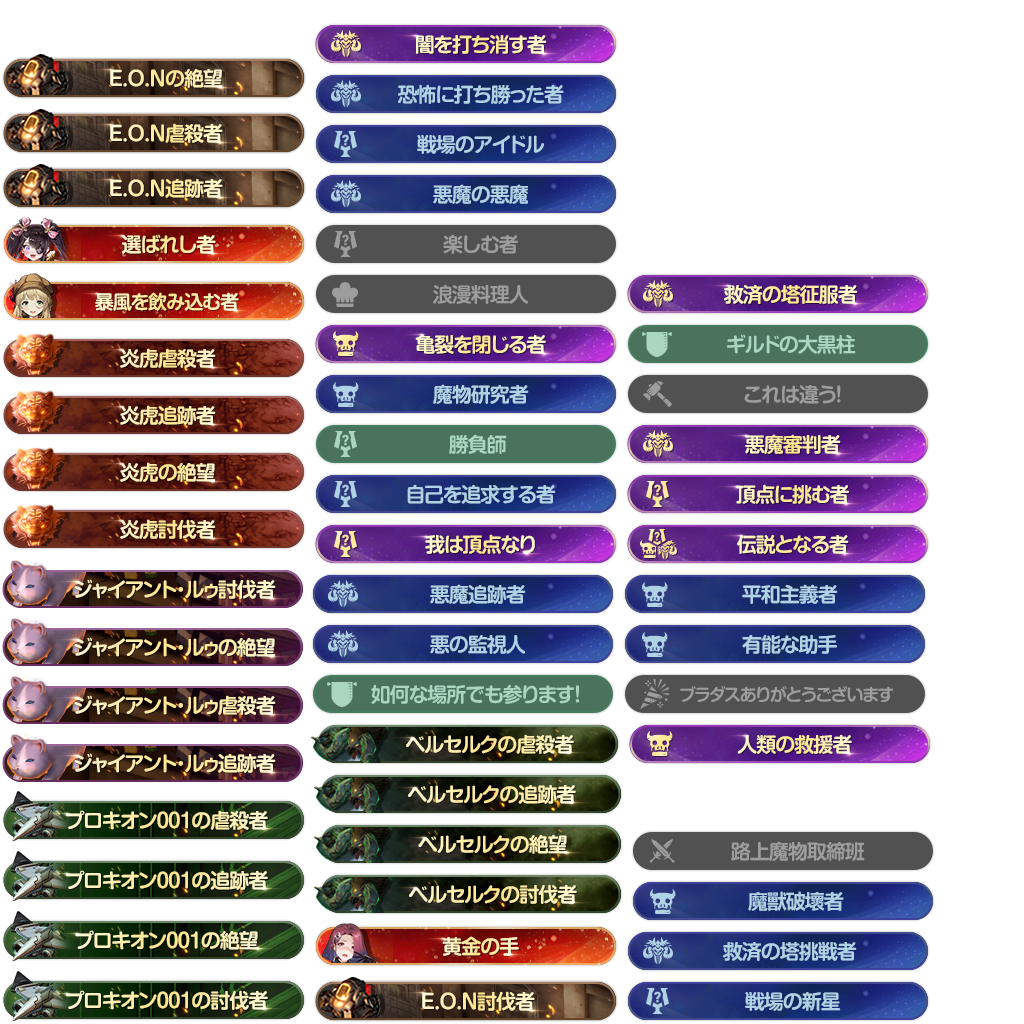 E.O.Nの絶望
E.O.N虐殺者
E.O.N追跡者
選ばれし者
暴風を飲み込む者
炎虎虐殺者
炎虎追跡者
炎虎の絶望
炎虎討伐者
ジャイアント・ルゥ討伐者
ジャイアント・ルゥの絶望
ジャイアント・ルゥ虐殺者
ジャイアント・ルゥ追跡者
プロキオン001の虐殺者
プロキオン001の追跡者
プロキオン001の絶望
プロキオン001の討伐者
闇を打ち消す者
恐怖に打ち勝った者
戦場のアイドル
悪魔の悪魔
楽しむ者
浪漫料理人
亀裂を閉じる者
魔物研究者
勝負師
自己を追求する者
我は頂点なり
悪魔追跡者
悪の監視人
如何な場所でも参ります!
ベルセルクの虐殺者
ベルセルクの追跡者
ベルセルクの絶望
ベルセルクの討伐者
黄金の手
E.O.N討伐者
救済の塔征服者
ギルドの大黒柱
これは違う!
悪魔審判者
頂点に挑む者
伝説となる者
平和主義者
有能な助手
ブラダスありがとうございます
人類の救援者
路上魔物取締班
魔獣破壊者
救済の塔挑戦者
戦場の新星